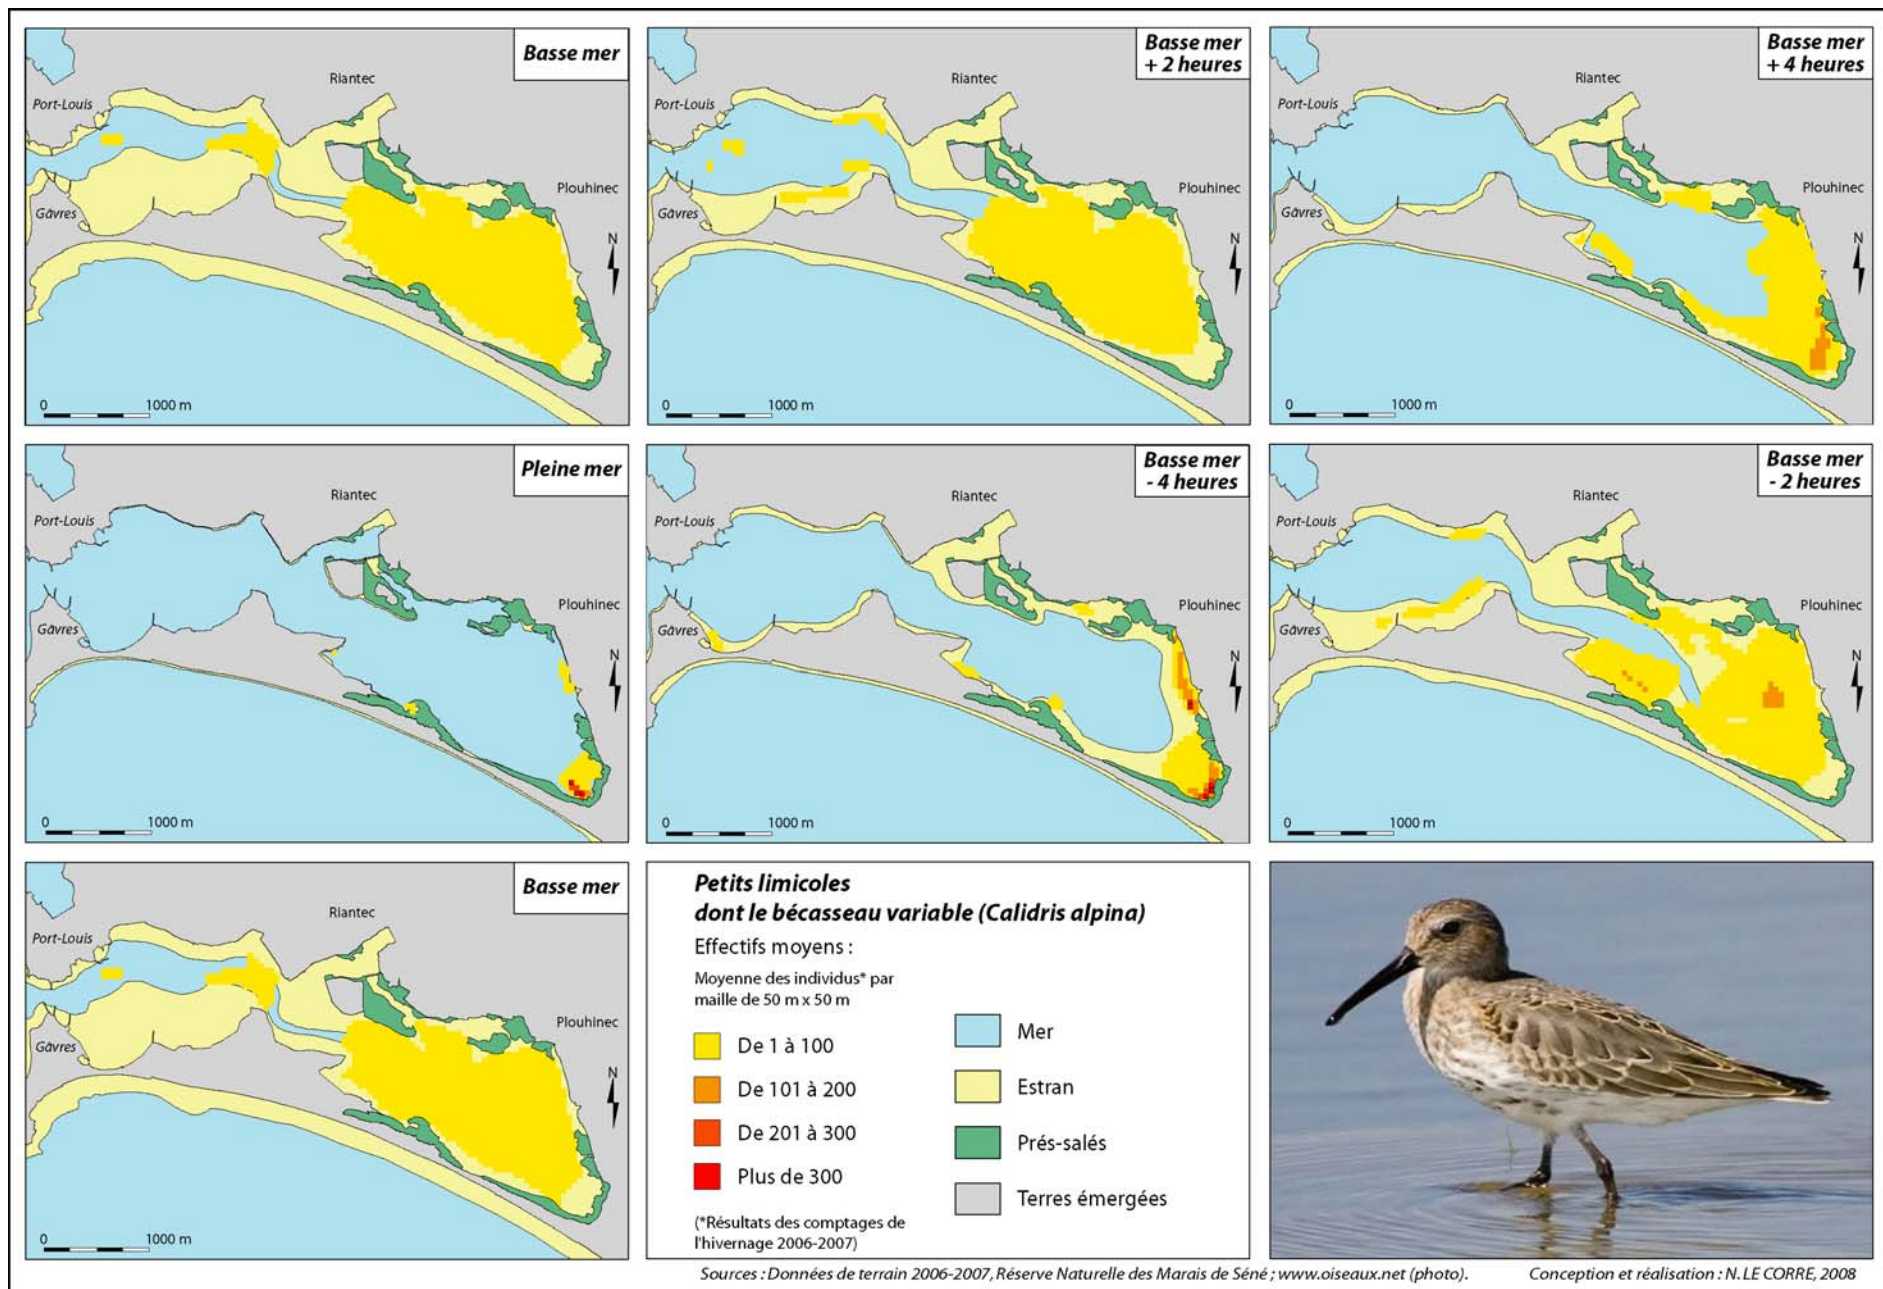 Basse mer
Riantec
Port-Louis
Plouhinec
Gâvres
N
0 1000 m
Basse mer
+ 2 heures
Riantec
Port-Louis
Plouhinec
Gâvres
N
0 1000 m
Basse mer
+ 4 heures
Riantec
Port-Louis
Plouhinec
Gâvres
N
0 1000 m
Pleine mer
Riantec
Port-Louis
Plouhinec
Gâvres
N
0 1000 m
Basse mer
- 4 heures
Riantec
Port-Louis
Plouhinec
Gâvres
N
0 1000 m
Basse mer
- 2 heures
Riantec
Port-Louis
Plouhinec
Gâvres
N
0 1000 m
Basse mer
Riantec
Port-Louis
Plouhinec
Gâvres
N
0 1000 m
Petits limicoles
dont le bécasseau variable (Calidris alpina)
Effectifs moyens :
Moyenne des individus* par
maille de 50 m x 50 m
De 1 à 100
De 101 à 200
De 201 à 300
Plus de 300
(*Résultats des comptages de
l'hivernage 2006-2007)
Mer
Estran
Prés-salés
Terres émergées
Sources : Données de terrain 2006-2007, Réserve Naturelle des Marais de Séné ; www.oiseaux.net (photo).
Conception et réalisation : N. LE CORRE, 2008